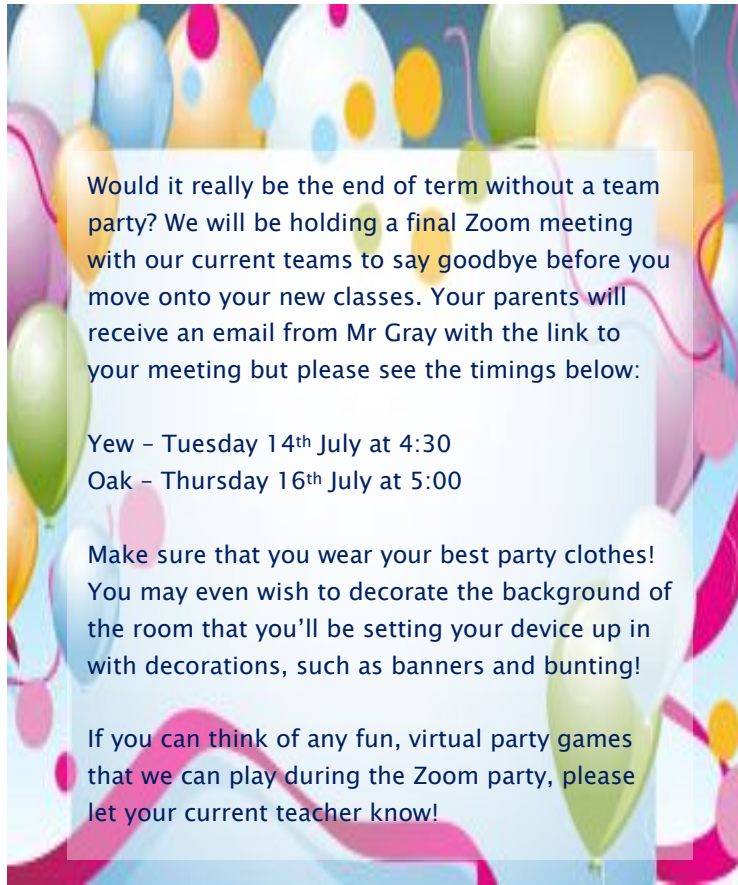 Would it really be the end of term without a team
party? We will be holding a final Zoom meeting
with our current teams to say goodbye before you
move onto your new classes. Your parents will
receive an email from Mr Gray with the link to
your meeting but please see the timings below:
Yew – Tuesday 14th July at 4:30
Oak – Thursday 16th July at 5:00
Make sure that you wear your best party clothes!
You may even wish to decorate the background of
the room that you’ll be setting your device up in
with decorations, such as banners and bunting!
If you can think of any fun, virtual party games
that we can play during the Zoom party, please
let your current teacher know!